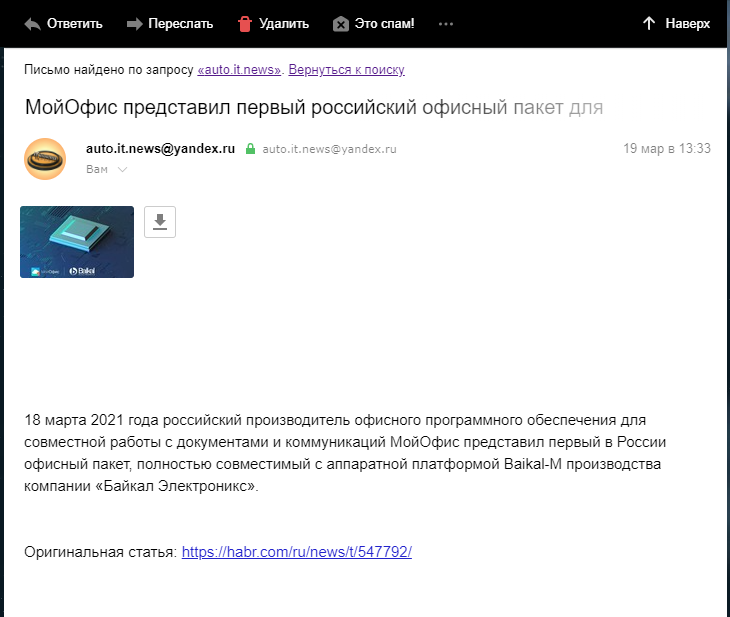 Ответить Переслать Удалить Это спам! Наверх
Письмо найдено по запросу «auto.it.news». Вернуться к поиску
МойОфис представил первый российский офисный пакет для
auto.it.news@yandex.ru auto.it.news@yandex.ru 19 мар в 13:33
Вам
Baikal
18 марта 2021 года российский производитель офисного программного обеспечения для
совместной работы с документами и коммуникаций МойОфис представил первый в России
офисный пакет, полностью совместимый с аппаратной платформой Baikal-M производства
компании «Байкал Электроникс».
Оригинальная статья: https://habr.com/ru/news/t/547792/